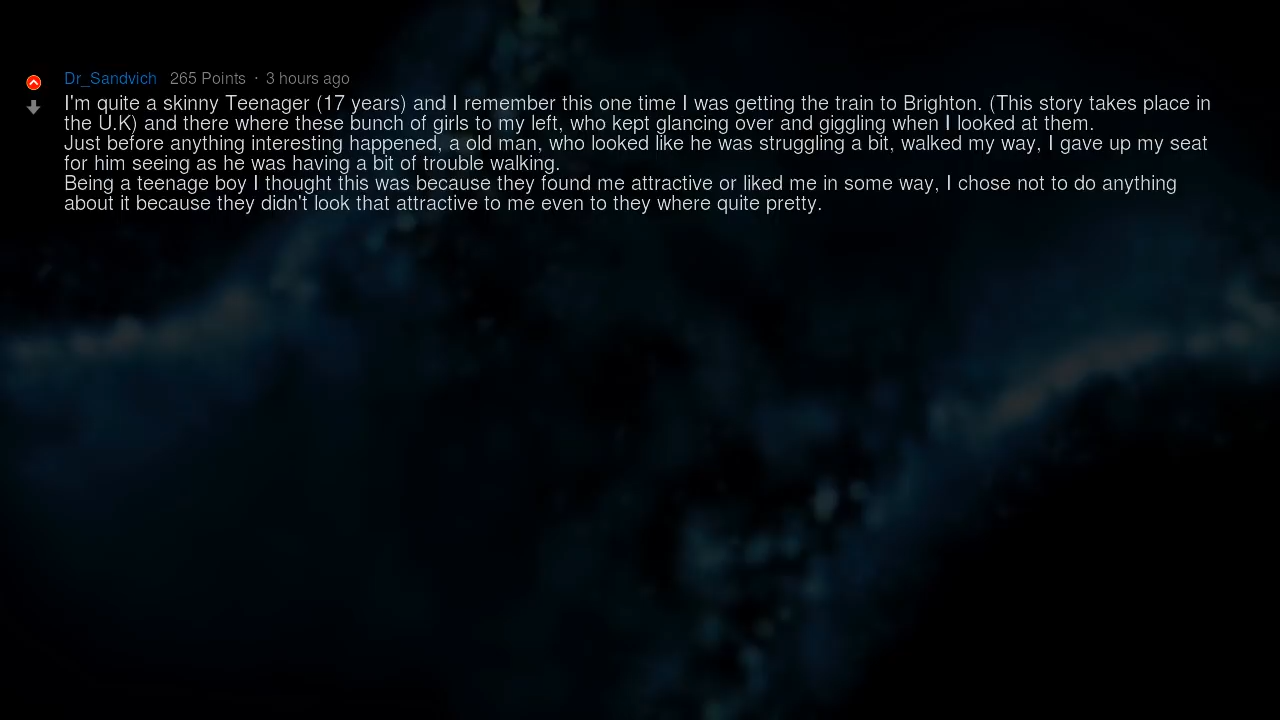 Dr_Sandvich 265 Points · 3 hours ago
I'm quite a skinny Teenager (17 years) and I remember this one time I was getting the train to Brighton. (This story takes place in
the U.K) and there where these bunch of girls to my left, who kept glancing over and giggling when I looked at them.
Just before anything interesting happened, a old man, who looked like he was struggling a bit, walked my way, I gave up my seat
for him seeing as he was having a bit of trouble walking.
Being a teenage boy I thought this was because they found me attractive or liked me in some way, I chose not to do anything
about it because they didn't look that attractive to me even to they where quite pretty.